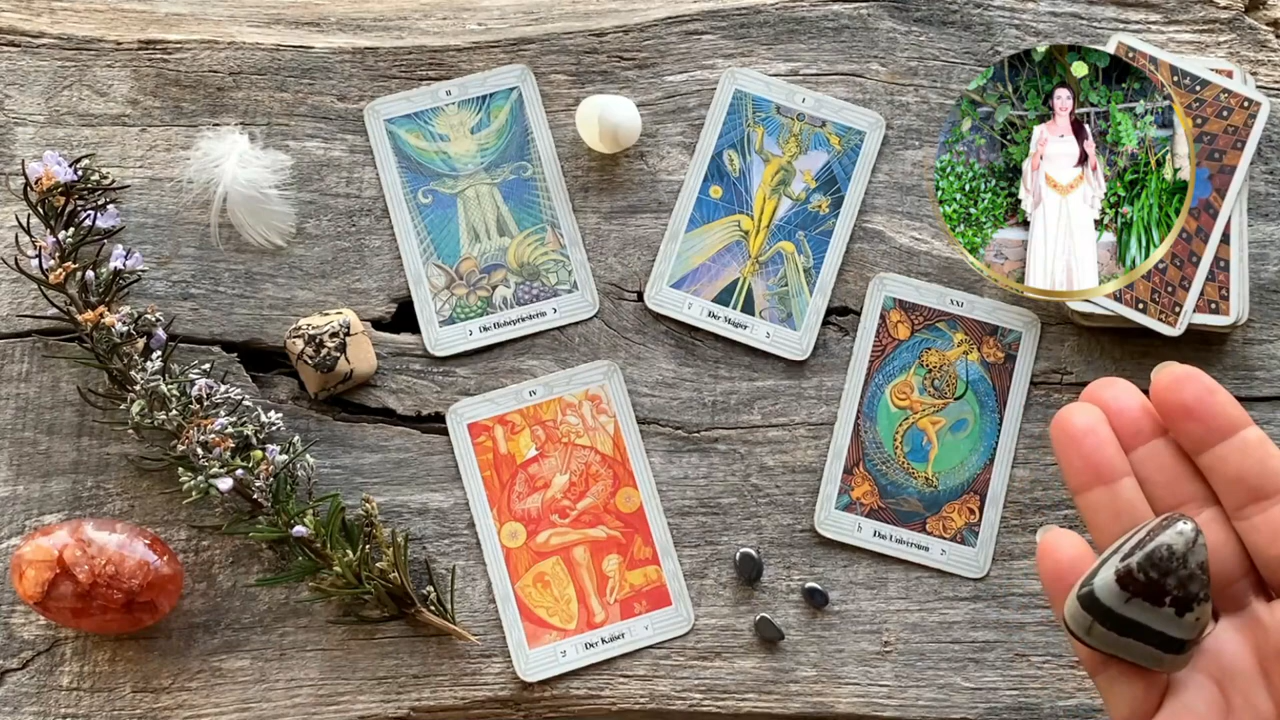 II
Die Hohepriesterin
I
Der Magier
XXI
Das Universum
IV
Der Kaiser